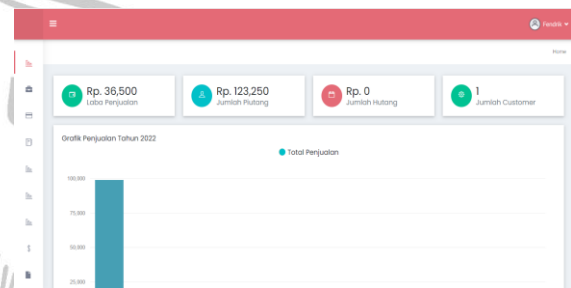 Fendrik
Home
Rp. 36,500
Laba Penjualan
Rp. 123,250
Jumlah Piutang
Rp. 0
Jumlah Hutang
1
Jumlah Customer
Grafik Penjualan Tahun 2022
Total Penjualan
100,000
75,000
50,000
25,000